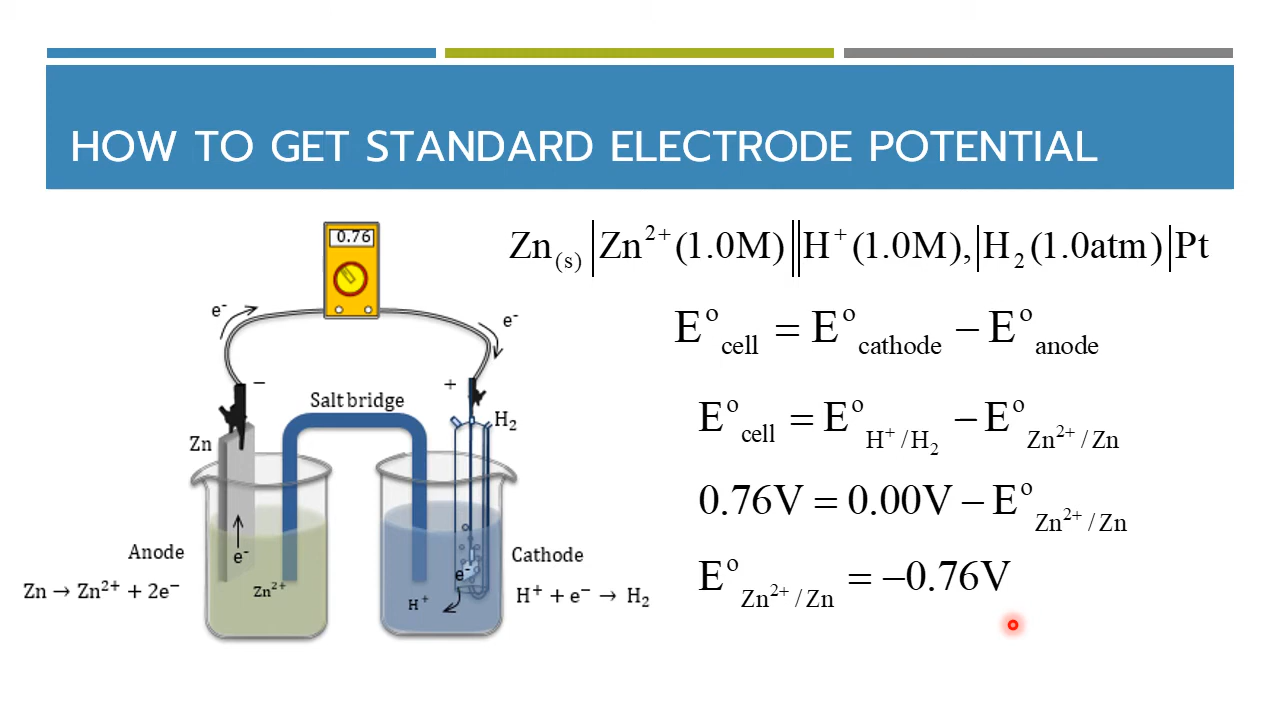 HOW TO GET STANDARD ELECTRODE POTENTIAL
Zn(s)|Zn²⁺(1.0M)||H⁺(1.0M),|H₂(1.0atm)|Pt
E°cell = E°cathode − E°anode
E°cell = E°H⁺/H₂ − E°Zn²⁺/Zn
0.76V = 0.00V − E°Zn²⁺/Zn
E°Zn²⁺/Zn = −0.76V
0.76
e⁻
e⁻
−
+
Salt bridge
H₂
Zn
Anode
e⁻
Zn → Zn²⁺ + 2e⁻
Zn²⁺
Cathode
e⁻
H⁺
H⁺ + e⁻ → H₂